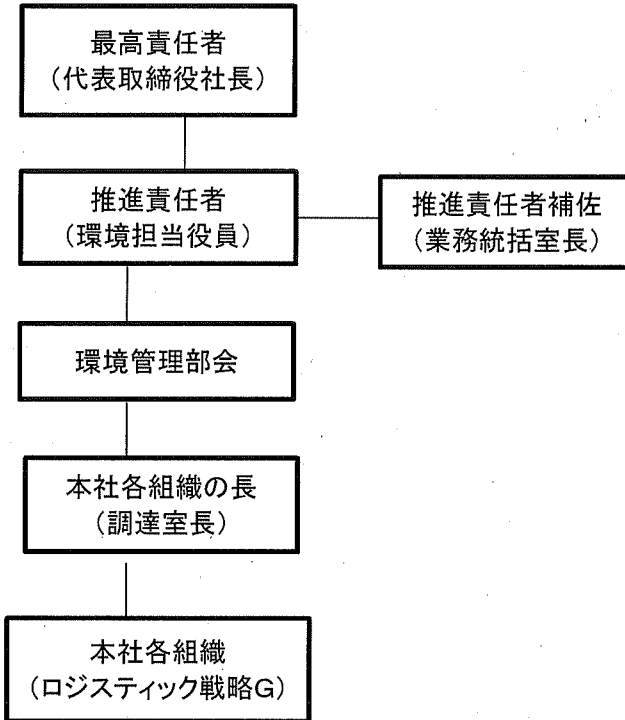 最高責任者
（代表取締役社長）
推進責任者
（環境担当役員）
推進責任者補佐
（業務統括室長）
環境管理部会
本社各組織の長
（調達室長）
本社各組織
（ロジスティック戦略G）